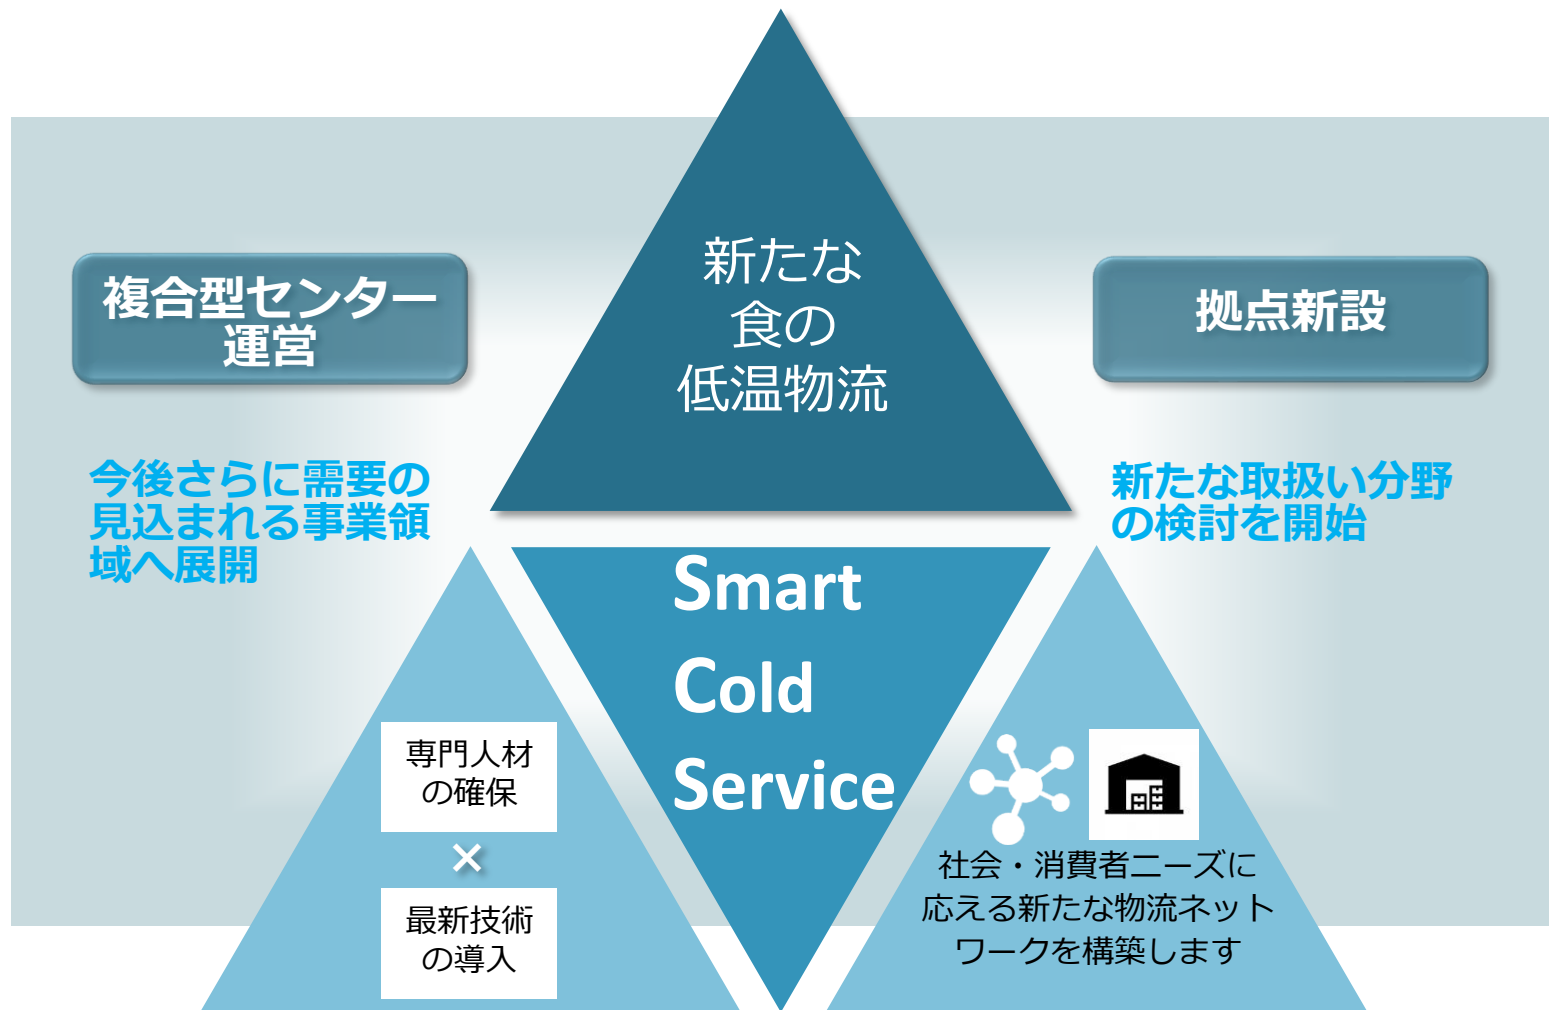 新たな
食の
低温物流
複合型センター
運営
今後さらに需要の
見込まれる事業領
域へ展開
拠点新設
新たな取扱い分野
の検討を開始
Smart
Cold
Service
専門人材
の確保
×
最新技術
の導入
社会・消費者ニーズに
応える新たな物流ネット
ワークを構築します